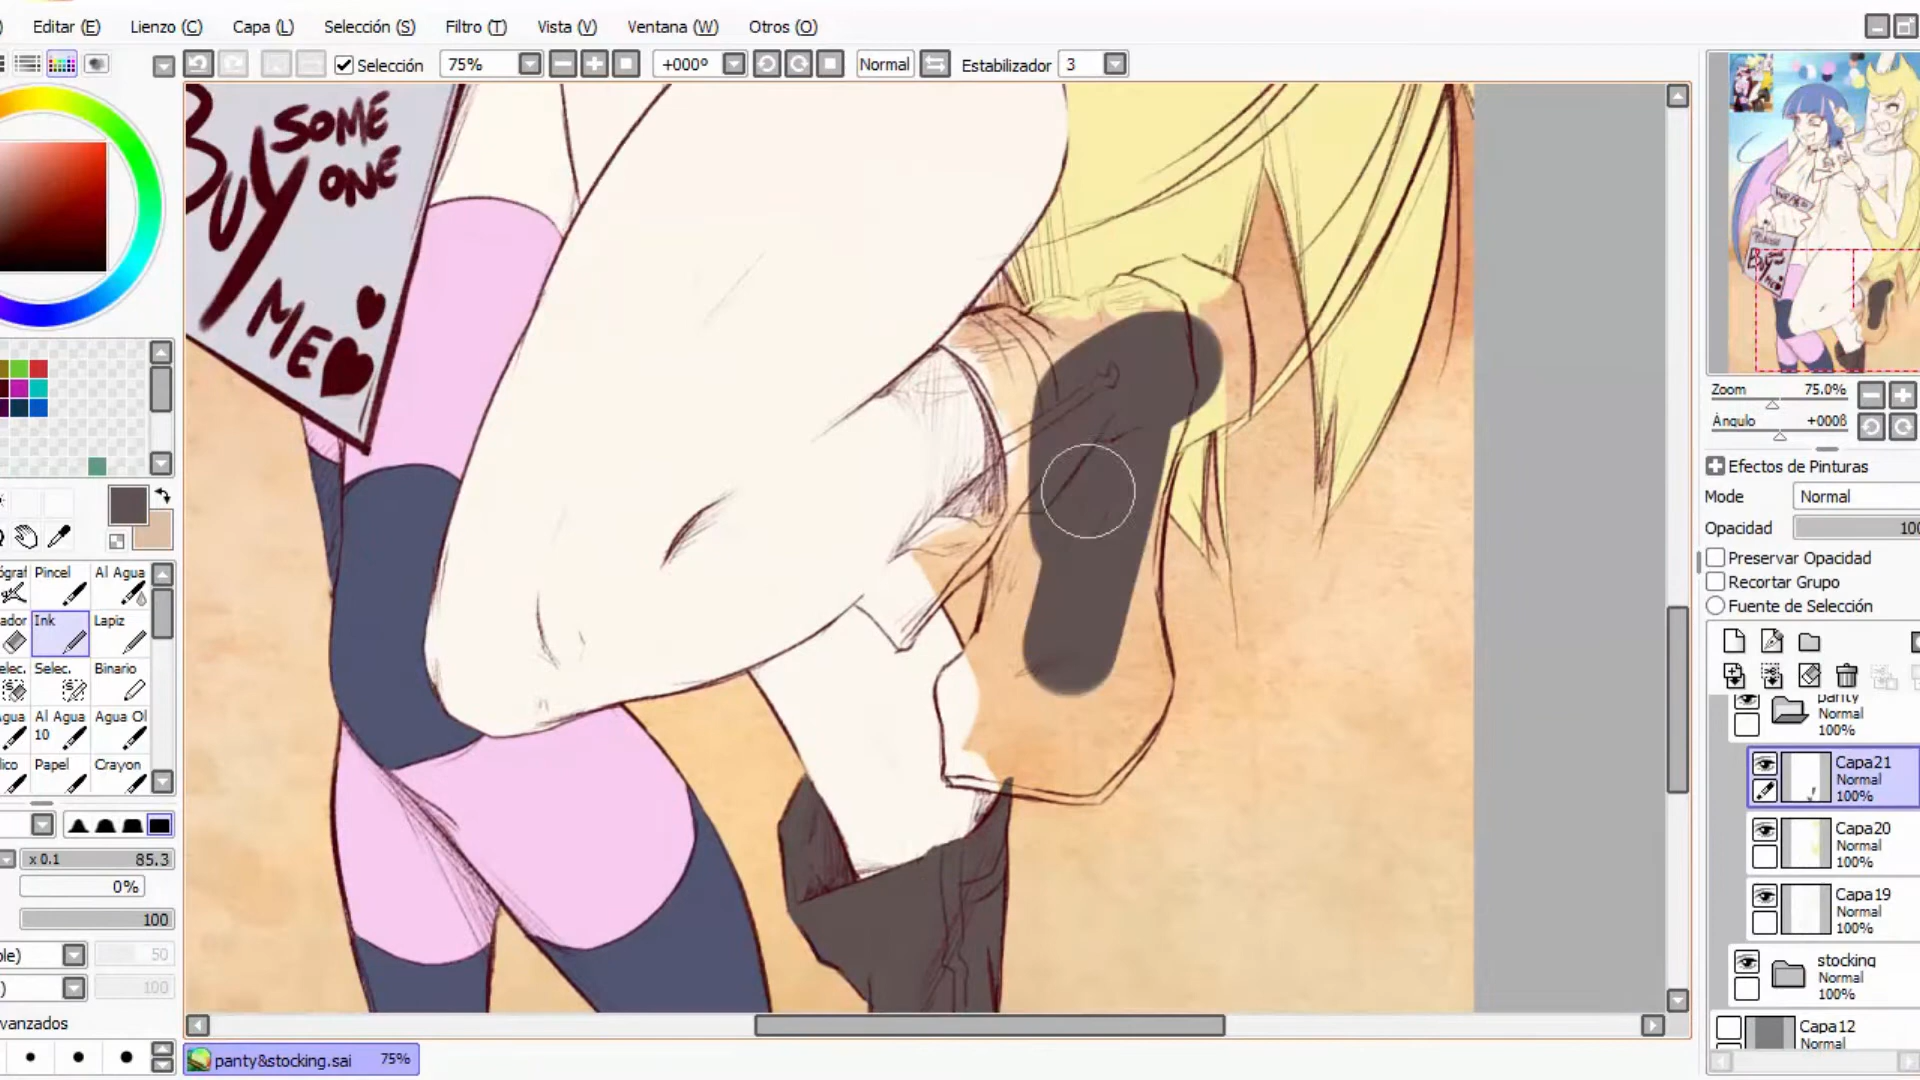 Editar (E) Lienzo (C) Capa (L) Selección (S) Filtro (T) Vista (V) Ventana (W) Otros (O)
Selección 75% +000º Normal Estabilizador 3
BUY SOME
ONE
ME
Zoom 75.0%
Ángulo
Efectos de Pinturas
Mode Normal
Opacidad 100
Preservar Opacidad
Recortar Grupo
Fuente de Selección
Pincel Al Agua
Ink Lapiz
Selec. Binario
Al Agua 10
Agua Ol
Papel Crayon
x 0.1 85.3
0%
100
50
100
vanzados
panty
Normal
100%
Capa21
Normal
100%
Capa20
Normal
100%
Capa19
Normal
100%
stocking
Normal
100%
Capa12
Normal
panty&stocking.sai 75%